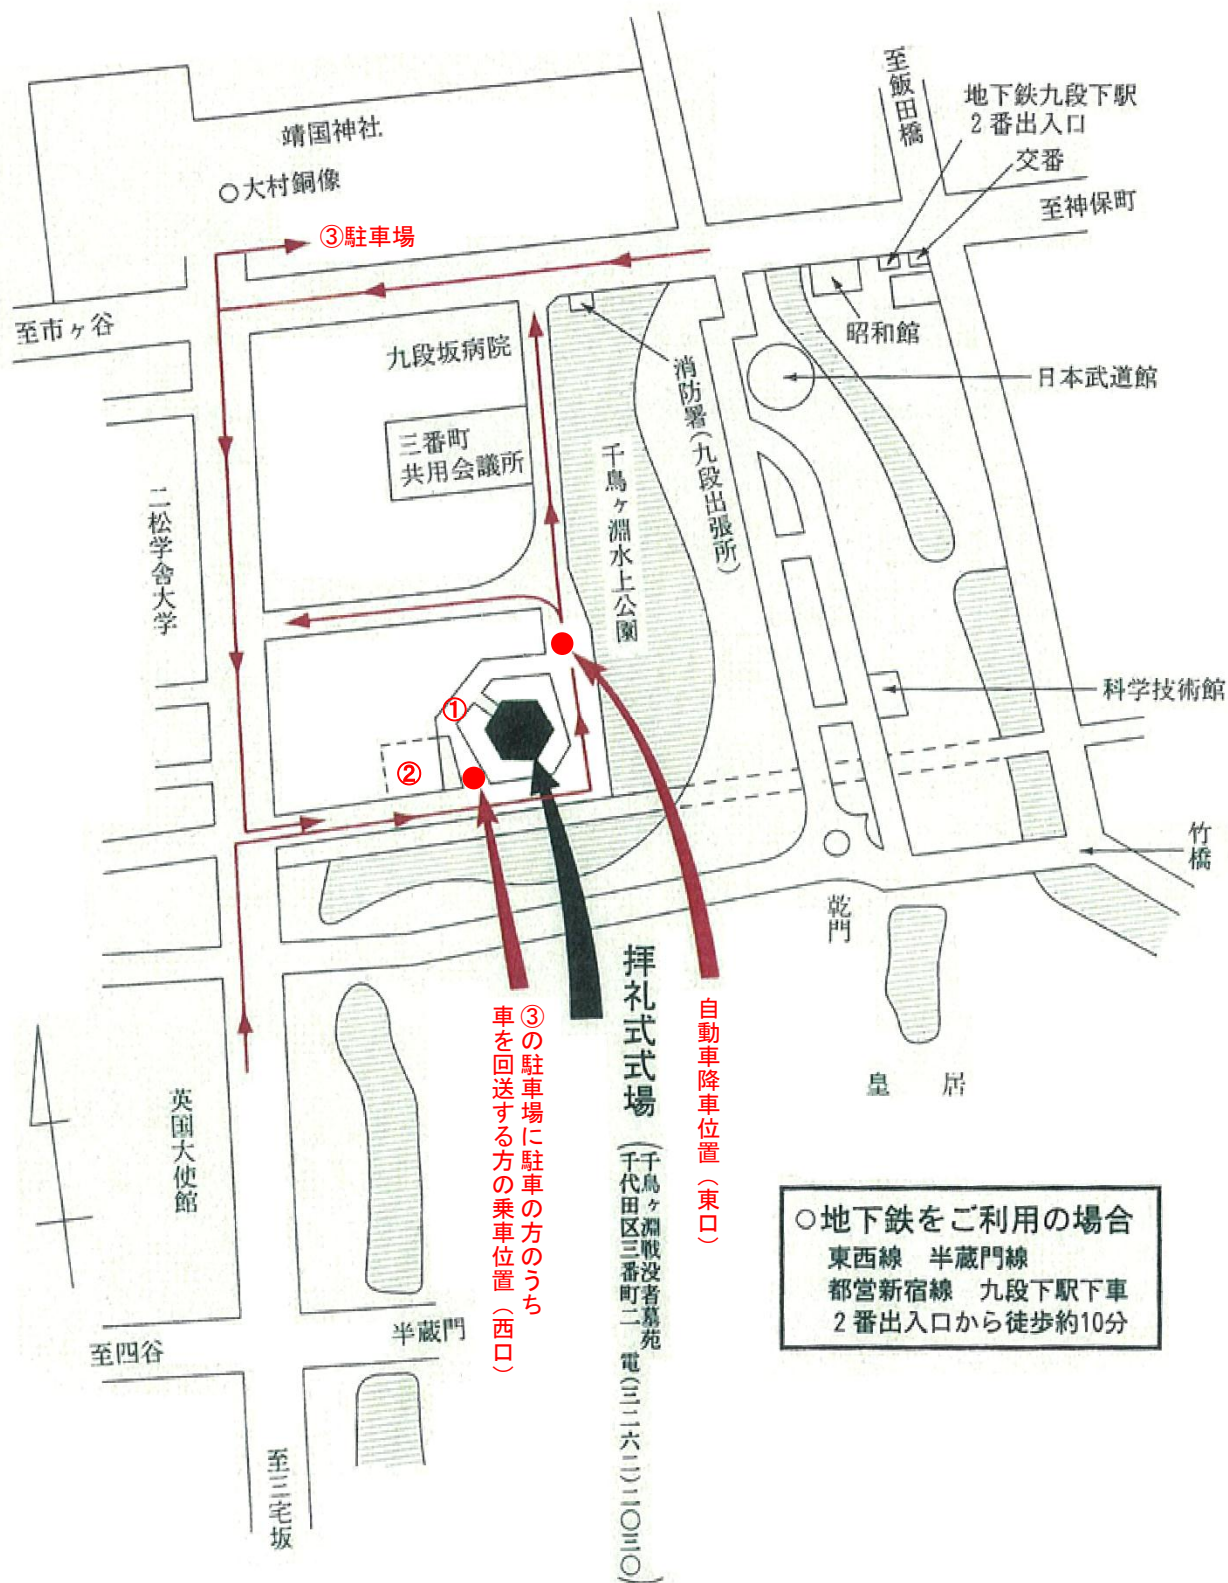 至飯田橋
地下鉄九段下駅
2番出入口
交番
至神保町
靖国神社
○大村銅像
③駐車場
至市ヶ谷
九段坂病院
昭和館
日本武道館
消防署(九段出張所)
三番町
共用会議所
千鳥ヶ淵水上公園
二松学舎大学
科学技術館
①
②
竹橋
乾門
皇居
拝礼式式場
(千鳥ヶ淵戦没者墓苑
千代田区三番町二 電(三二六二)二〇三〇)
自動車降車位置(東口)
③の駐車場に駐車の方のうち
車を回送する方の乗車位置(西口)
英国大使館
半蔵門
至四谷
至三宅坂
○地下鉄をご利用の場合
東西線 半蔵門線
都営新宿線 九段下駅下車
2番出入口から徒歩約10分